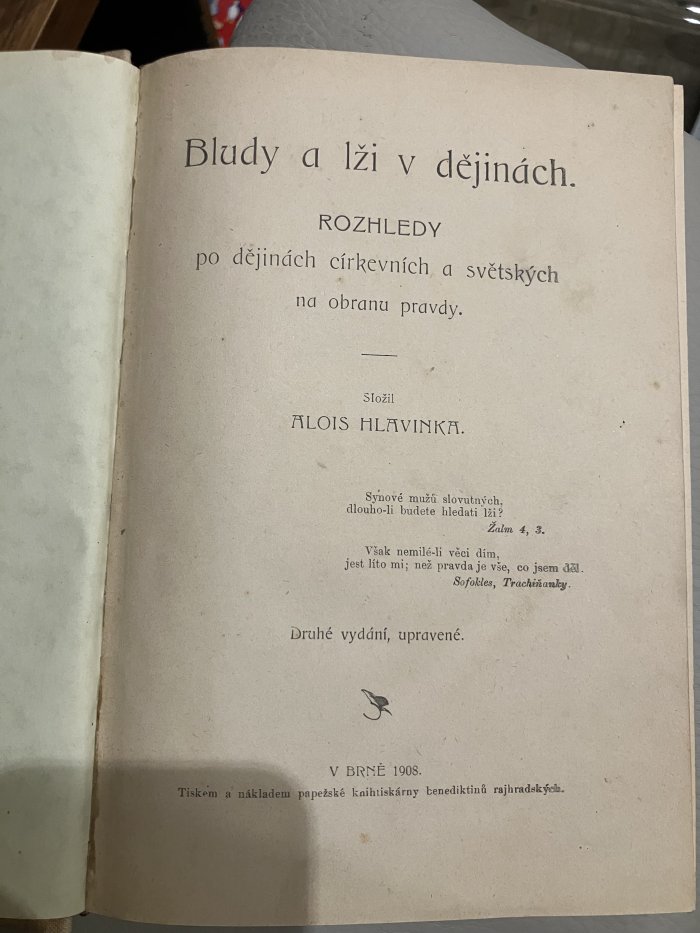 Bludy a lži v dějinách.
ROZHLEDY
po dějinách církevních a světských
na obranu pravdy.
Složil
ALOIS HLAVINKA.
Synové mužů slovutných,
dlouho-li budete hledati lži?
Žalm 4, 3.
Však nemilé-li věci dím,
jest líto mi; než pravda je vše, co jsem děl.
Sofokles, Trachiňanky.
Druhé vydání, upravené.
V BRNĚ 1908.
Tiskem a nákladem papežské knihtiskárny benediktinů rajhradských.